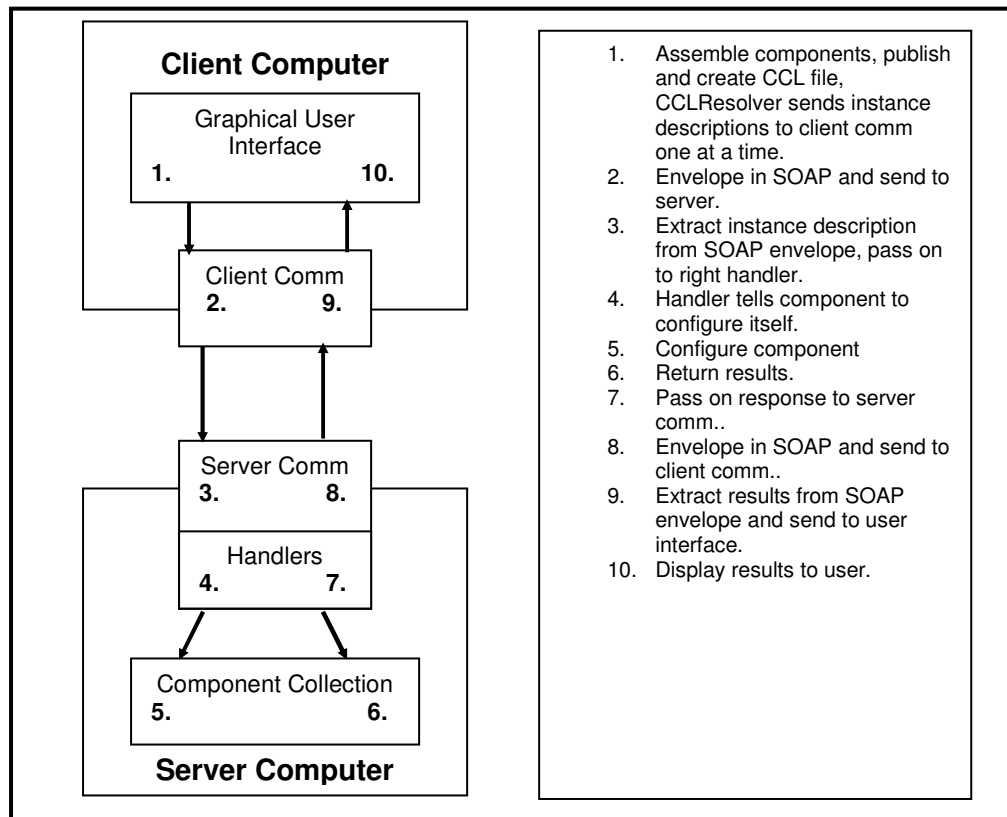 Client Computer
Graphical User
Interface
1. 10.
Client Comm
2. 9.
Server Comm
3. 8.
Handlers
4. 7.
Component Collection
5. 6.
Server Computer
1. Assemble components, publish
and create CCL file,
CCLResolver sends instance
descriptions to client comm
one at a time.
2. Envelope in SOAP and send to
server.
3. Extract instance description
from SOAP envelope, pass on
to right handler.
4. Handler tells component to
configure itself.
5. Configure component
6. Return results.
7. Pass on response to server
comm..
8. Envelope in SOAP and send to
client comm..
9. Extract results from SOAP
envelope and send to user
interface.
10. Display results to user.